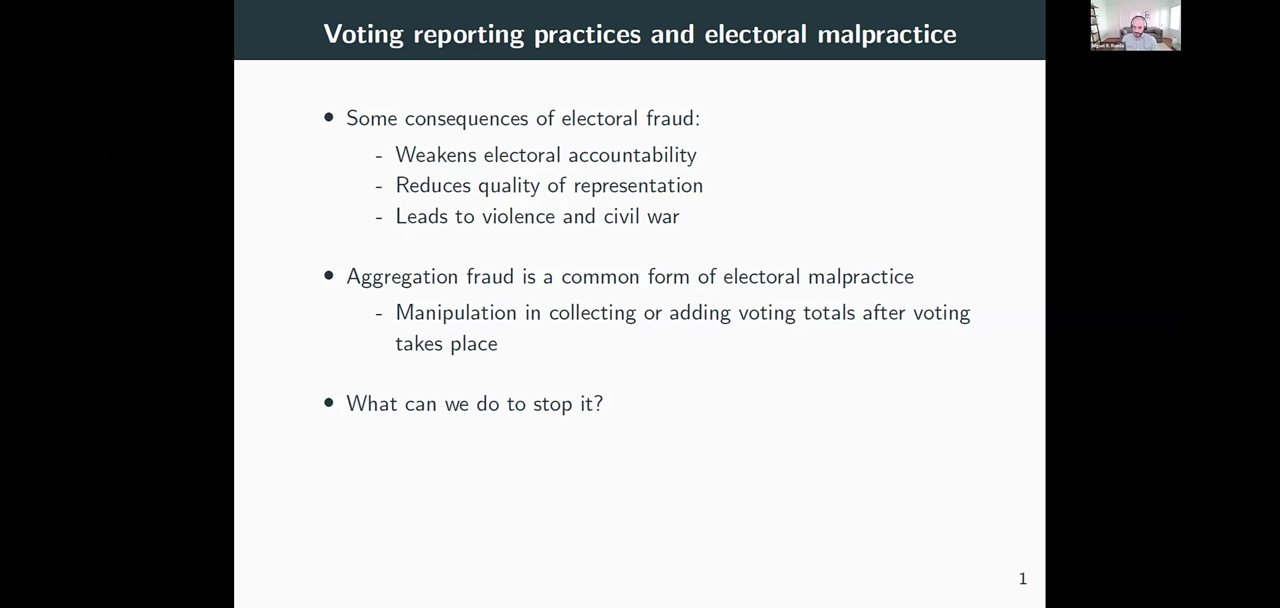 Voting reporting practices and electoral malpractice
Miguel R. Rueda
• Some consequences of electoral fraud:
- Weakens electoral accountability
- Reduces quality of representation
- Leads to violence and civil war
• Aggregation fraud is a common form of electoral malpractice
- Manipulation in collecting or adding voting totals after voting
takes place
• What can we do to stop it?
1